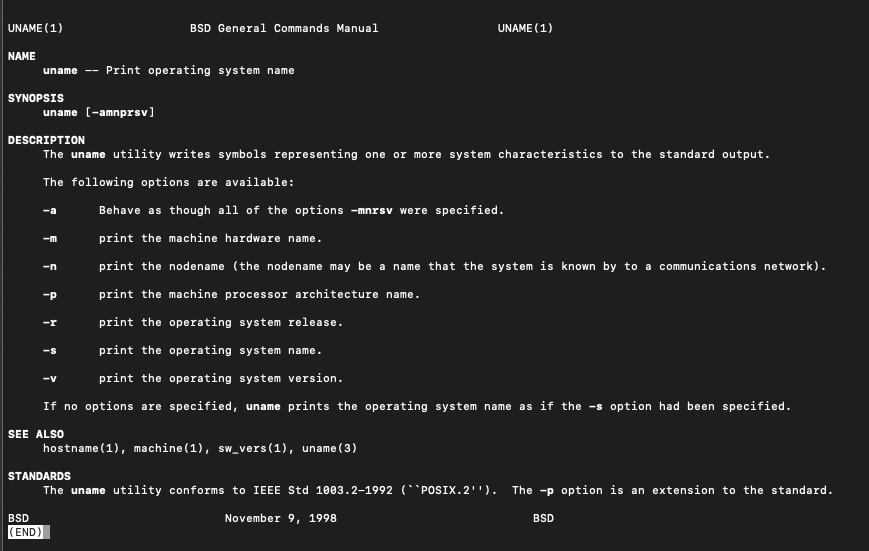 UNAME(1)                  BSD General Commands Manual                 UNAME(1)
NAME
     uname -- Print operating system name
SYNOPSIS
     uname [-amnprsv]
DESCRIPTION
     The uname utility writes symbols representing one or more system characteristics to the standard output.
     The following options are available:
     -a      Behave as though all of the options -mnrsv were specified.
     -m      print the machine hardware name.
     -n      print the nodename (the nodename may be a name that the system is known by to a communications network).
     -p      print the machine processor architecture name.
     -r      print the operating system release.
     -s      print the operating system name.
     -v      print the operating system version.
     If no options are specified, uname prints the operating system name as if the -s option had been specified.
SEE ALSO
     hostname(1), machine(1), sw_vers(1), uname(3)
STANDARDS
     The uname utility conforms to IEEE Std 1003.2-1992 (``POSIX.2'').  The -p option is an extension to the standard.
BSD                            November 9, 1998                            BSD
(END)